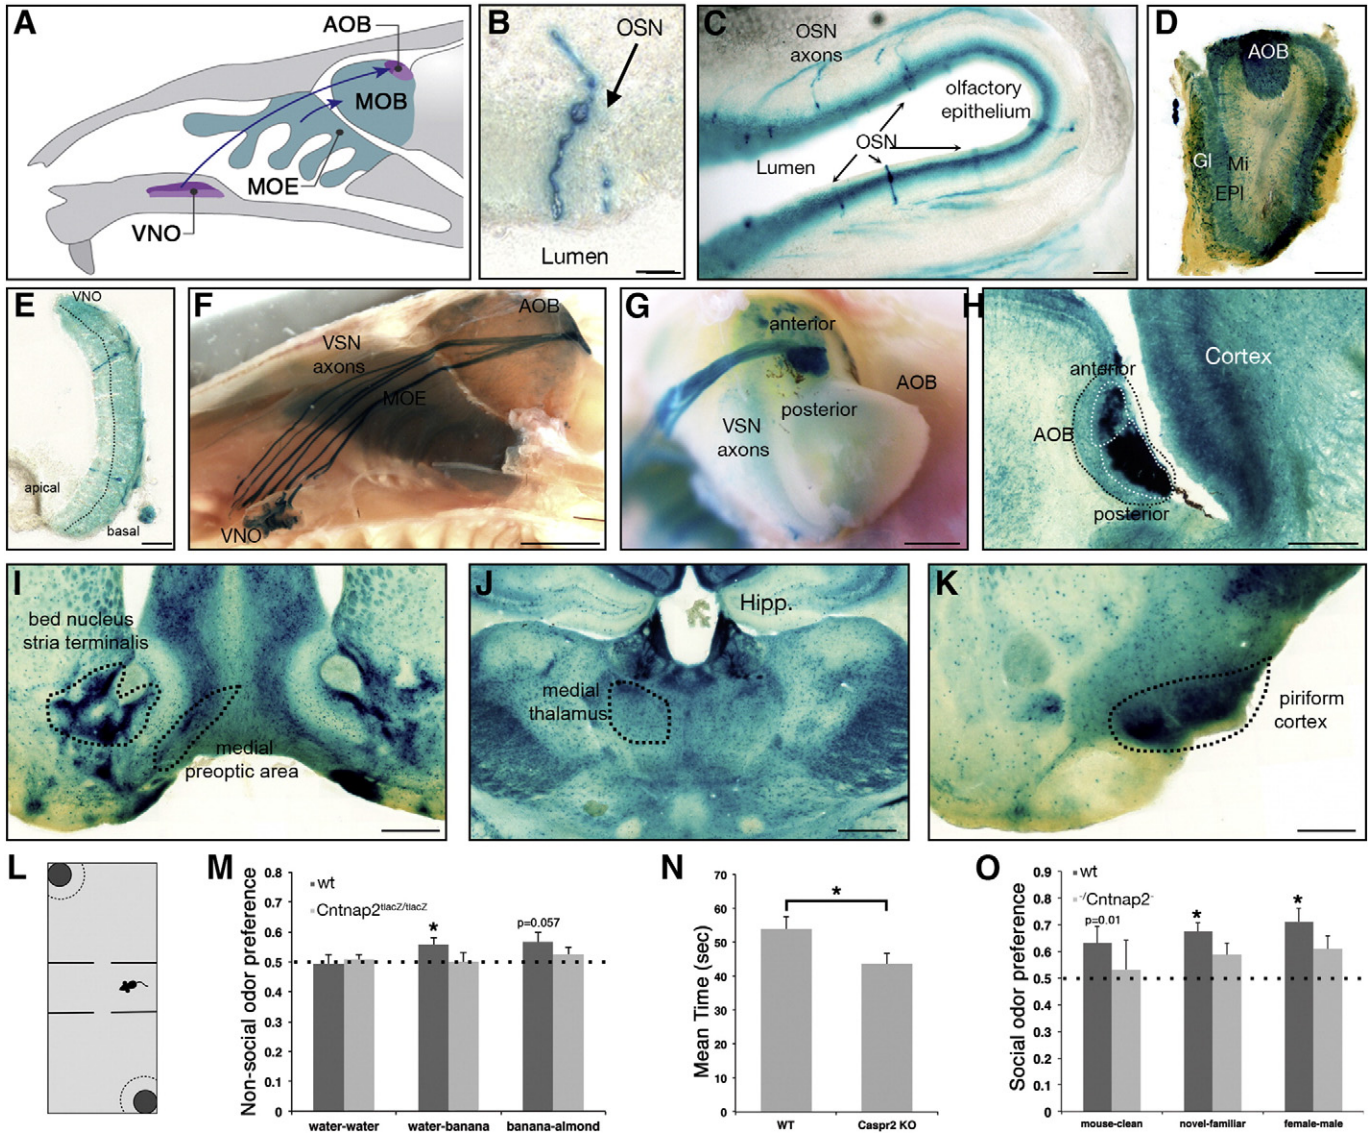 A
AOB
MOB
MOE
VNO
B
OSN
Lumen
C
OSN
axons
olfactory
epithelium
OSN
Lumen
D
AOB
Gl
Mi
EPl
E
VNO
apical
basal
F
AOB
VSN
axons
MOE
VNO
G
anterior
AOB
posterior
VSN
axons
H
Cortex
anterior
AOB
posterior
I
bed nucleus
stria terminalis
medial
preoptic area
J
Hipp.
medial
thalamus
K
piriform
cortex
L
M
Non-social odor preference
0.8
0.7
0.6
0.5
0.4
0.3
0.2
0.1
0
wt
Cntnap2tlacZ/tlacZ
*
p=0.057
water-water
water-banana
banana-almond
N
Mean Time (sec)
70
60
50
40
30
20
10
0
*
WT
Caspr2 KO
O
Social odor preference
0.9
0.8
0.7
0.6
0.5
0.4
0.3
0.2
0.1
0
wt
-/Cntnap2-
p=0.01
*
*
mouse-clean
novel-familiar
female-male